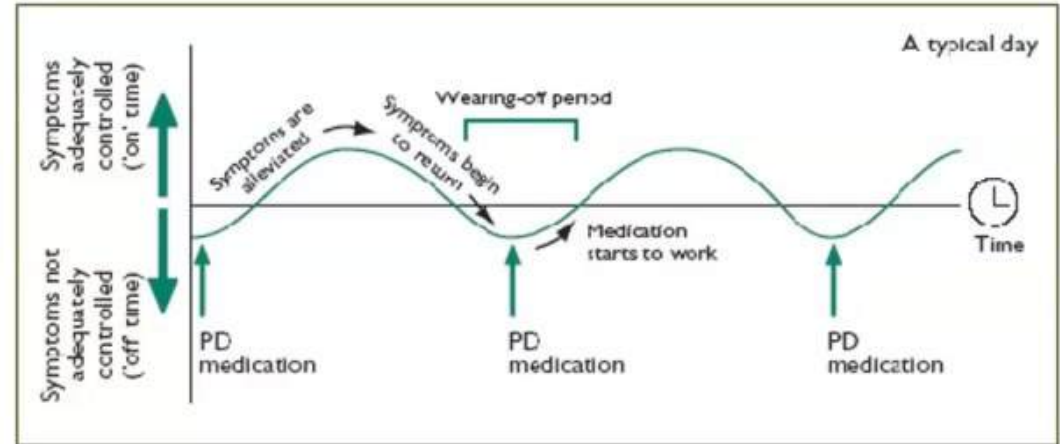 A typical day
Symptoms
adequately
controlled
('on' time)
Symptoms not
adequately
controlled
('off' time)
Symptoms are
alleviated
Symptoms begin
to return
Wearing-off period
Medication
starts to work
Time
PD
medication
PD
medication
PD
medication